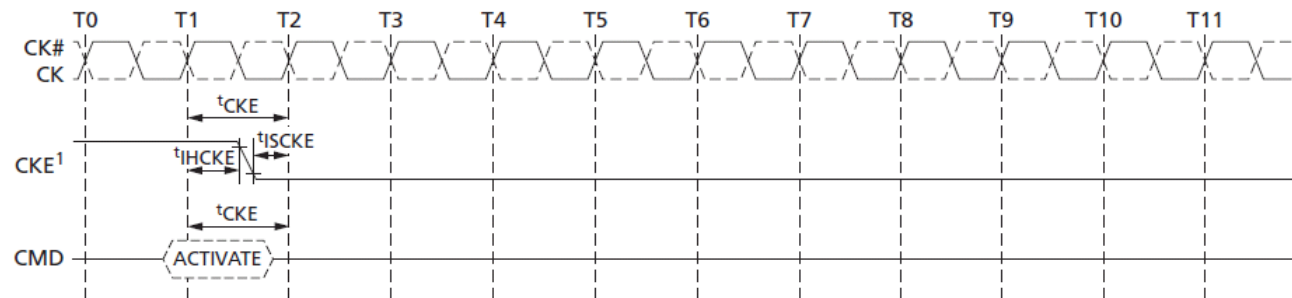 T0 T1 T2 T3 T4 T5 T6 T7 T8 T9 T10 T11
CK#
CK
tCKE
tISCKE
CKE1
tIHCKE
tCKE
CMD
ACTIVATE